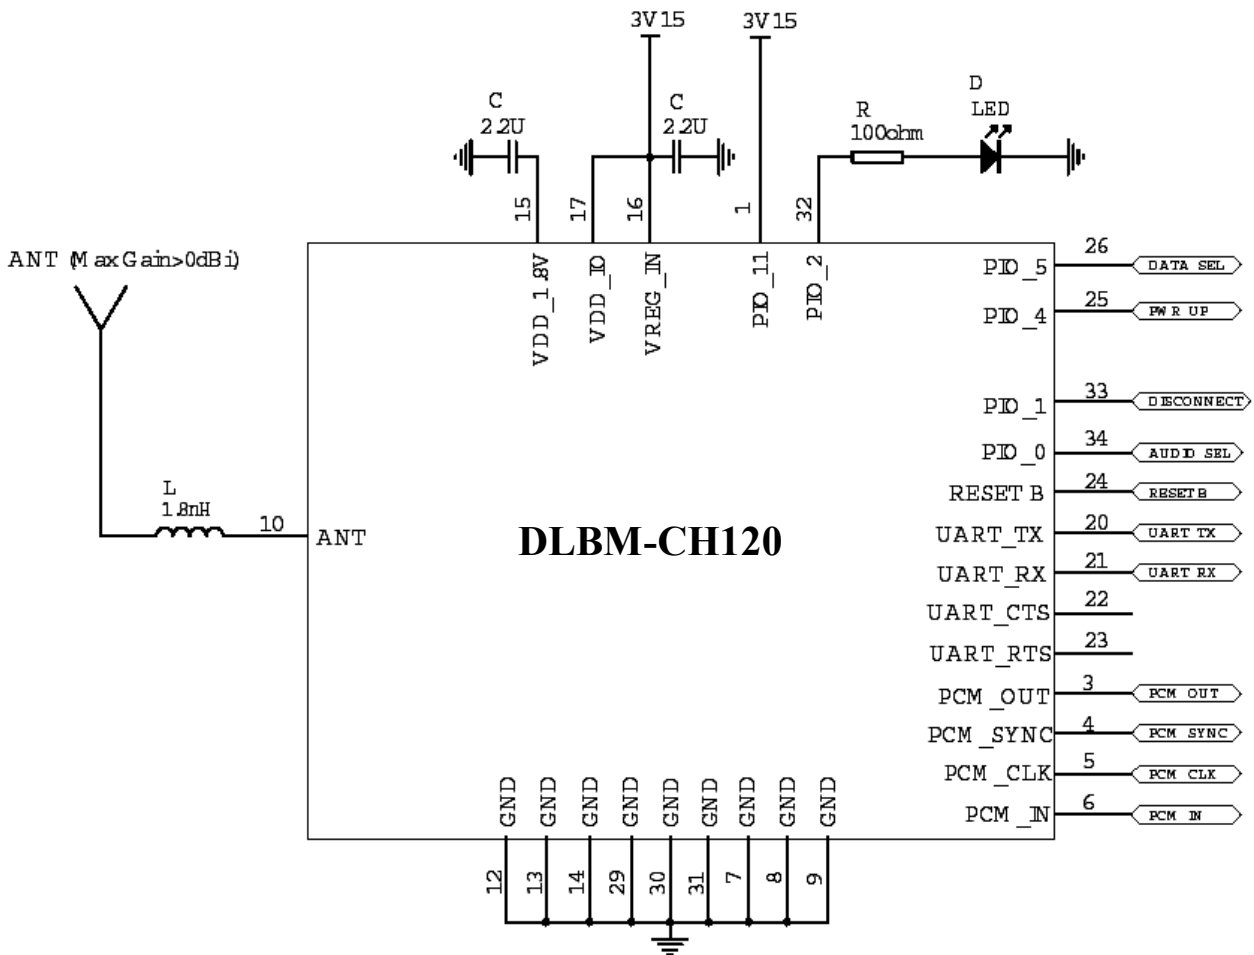 3V15
3V15
C
2.2U
C
2.2U
R
100ohm
D
LED
15
17
16
1
32
VDD_1.8V
VDD_IO
VREG_IN
PIO_11
PIO_2
ANT (MaxGain>0dBi)
L
1.8nH
10
ANT
DLBM-CH120
PIO_5
26
DATA SEL
PIO_4
25
PWR UP
PIO_1
33
DISCONNECT
PIO_0
34
AUDIO SEL
RESETB
24
RESETB
UART_TX
20
UART TX
UART_RX
21
UART RX
UART_CTS
22
UART_RTS
23
PCM_OUT
3
PCM OUT
PCM_SYNC
4
PCM SYNC
PCM_CLK
5
PCM CLK
PCM_IN
6
PCM IN
GND
GND
GND
GND
GND
GND
GND
GND
GND
12
13
14
29
30
31
7
8
9